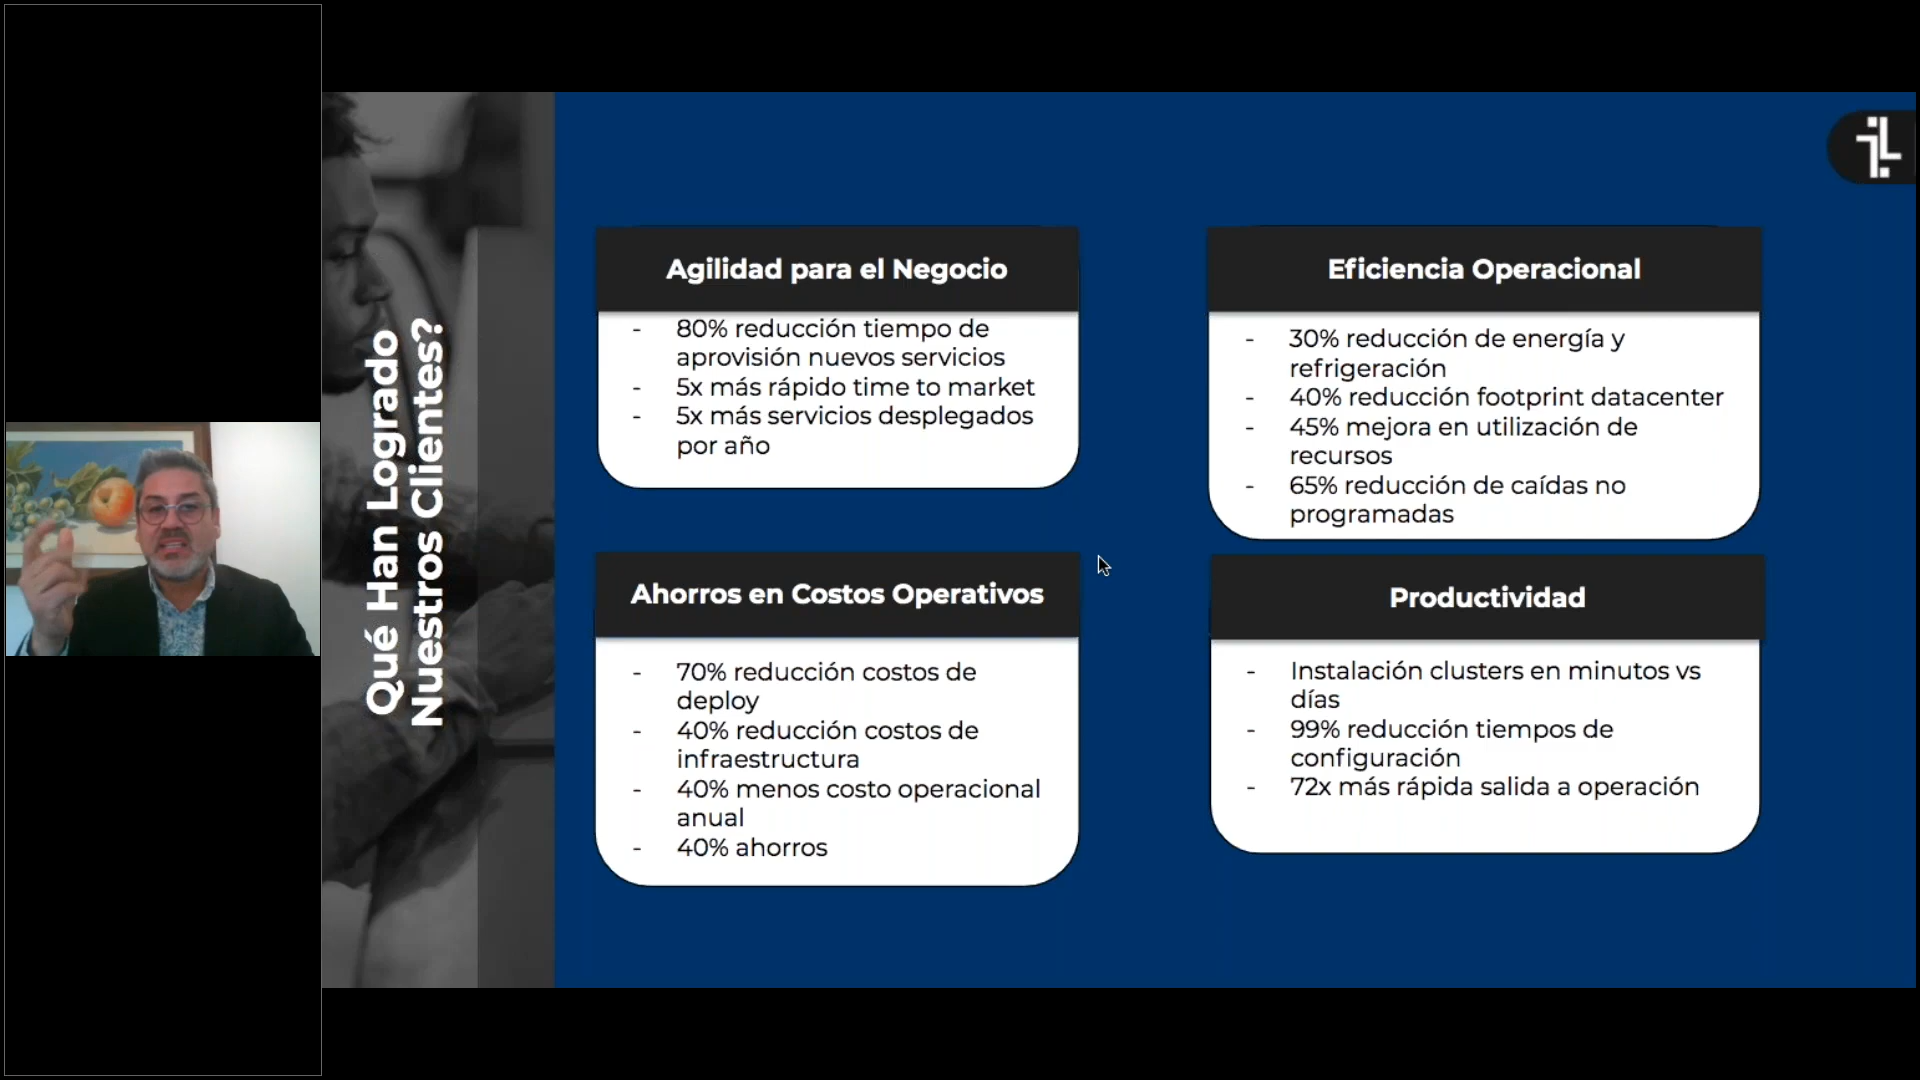 Qué Han Logrado
Nuestros Clientes?
Agilidad para el Negocio
- 80% reducción tiempo de
aprovisión nuevos servicios
- 5x más rápido time to market
- 5x más servicios desplegados
por año
Eficiencia Operacional
- 30% reducción de energía y
refrigeración
- 40% reducción footprint datacenter
- 45% mejora en utilización de
recursos
- 65% reducción de caídas no
programadas
Ahorros en Costos Operativos
- 70% reducción costos de
deploy
- 40% reducción costos de
infraestructura
- 40% menos costo operacional
anual
- 40% ahorros
Productividad
- Instalación clusters en minutos vs
días
- 99% reducción tiempos de
configuración
- 72x más rápida salida a operación